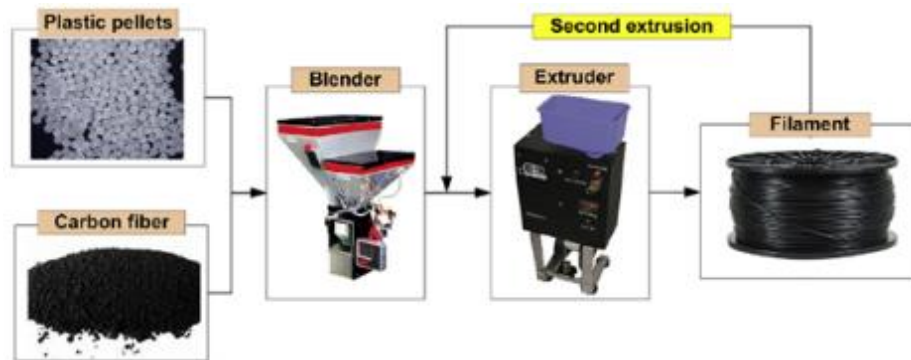 Plastic pellets
Second extrusion
Blender
Extruder
Filament
Carbon fiber